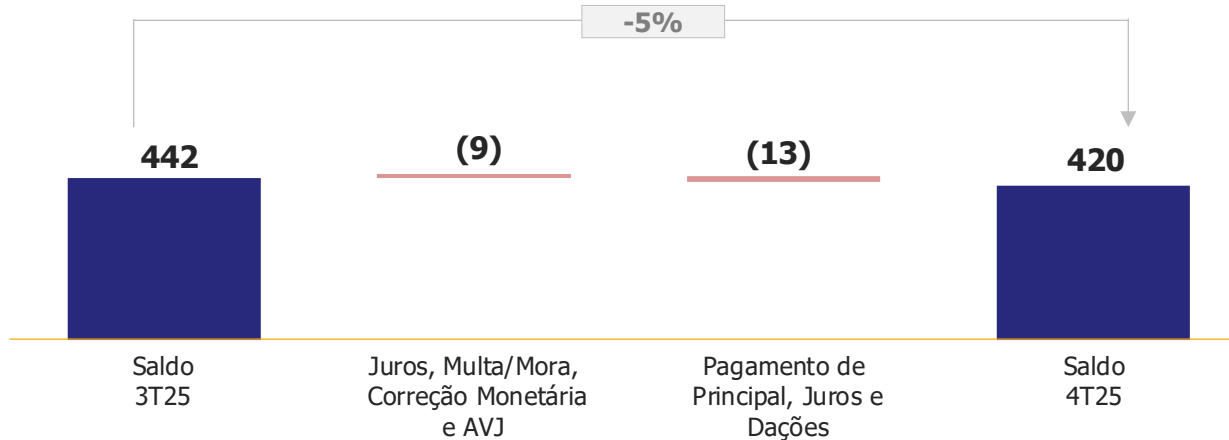 -5%
442
(9)
(13)
420
Saldo
3T25
Juros, Multa/Mora,
Correção Monetária
e AVJ
Pagamento de
Principal, Juros e
Dações
Saldo
4T25